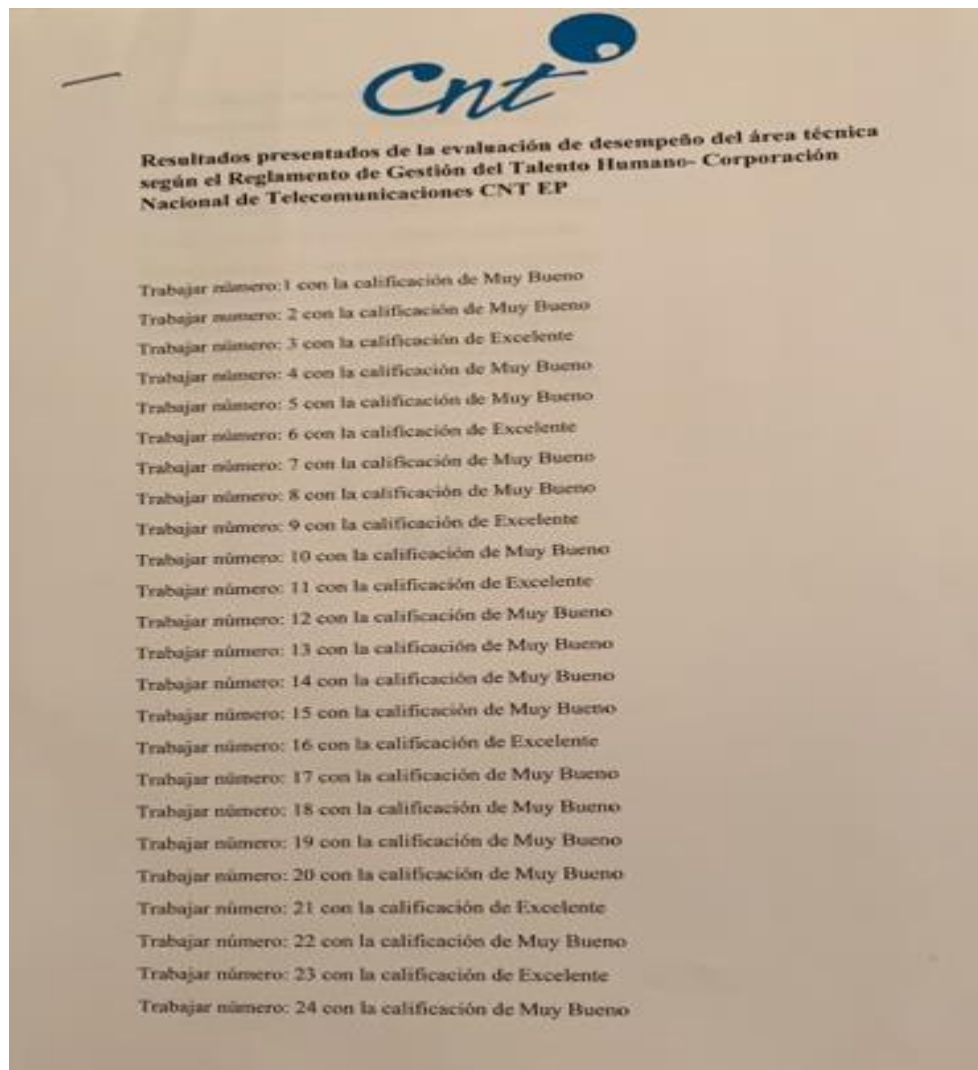 Cnt
Resultados presentados de la evaluación de desempeño del área técnica
según el Reglamento de Gestión del Talento Humano- Corporación
Nacional de Telecomunicaciones CNT EP
Trabajar número:1 con la calificación de Muy Bueno
Trabajar numero: 2 con la calificación de Muy Bueno
Trabajar número: 3 con la calificación de Excelente
Trabajar número: 4 con la calificación de Muy Bueno
Trabajar número: 5 con la calificación de Muy Bueno
Trabajar número: 6 con la calificación de Excelente
Trabajar número: 7 con la calificación de Muy Bueno
Trabajar número: 8 con la calificación de Muy Bueno
Trabajar número: 9 con la calificación de Excelente
Trabajar número: 10 con la calificación de Muy Bueno
Trabajar número: 11 con la calificación de Excelente
Trabajar número: 12 con la calificación de Muy Bueno
Trabajar número: 13 con la calificación de Muy Bueno
Trabajar número: 14 con la calificación de Muy Bueno
Trabajar número: 15 con la calificación de Muy Bueno
Trabajar número: 16 con la calificación de Excelente
Trabajar número: 17 con la calificación de Muy Bueno
Trabajar número: 18 con la calificación de Muy Bueno
Trabajar número: 19 con la calificación de Muy Bueno
Trabajar número: 20 con la calificación de Muy Bueno
Trabajar número: 21 con la calificación de Excelente
Trabajar número: 22 con la calificación de Muy Bueno
Trabajar número: 23 con la calificación de Excelente
Trabajar número: 24 con la calificación de Muy Bueno